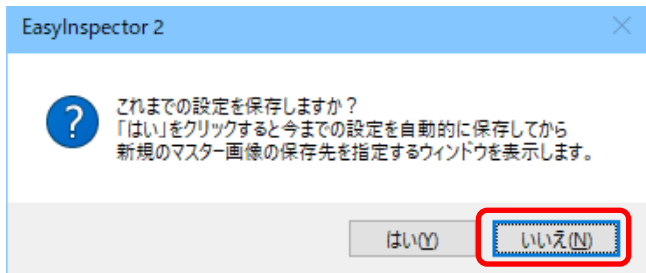 EasyInspector 2
これまでの設定を保存しますか？
「はい」をクリックすると今までの設定を自動的に保存してから
新規のマスター画像の保存先を指定するウィンドウを表示します。
はい(Y)
いいえ(N)